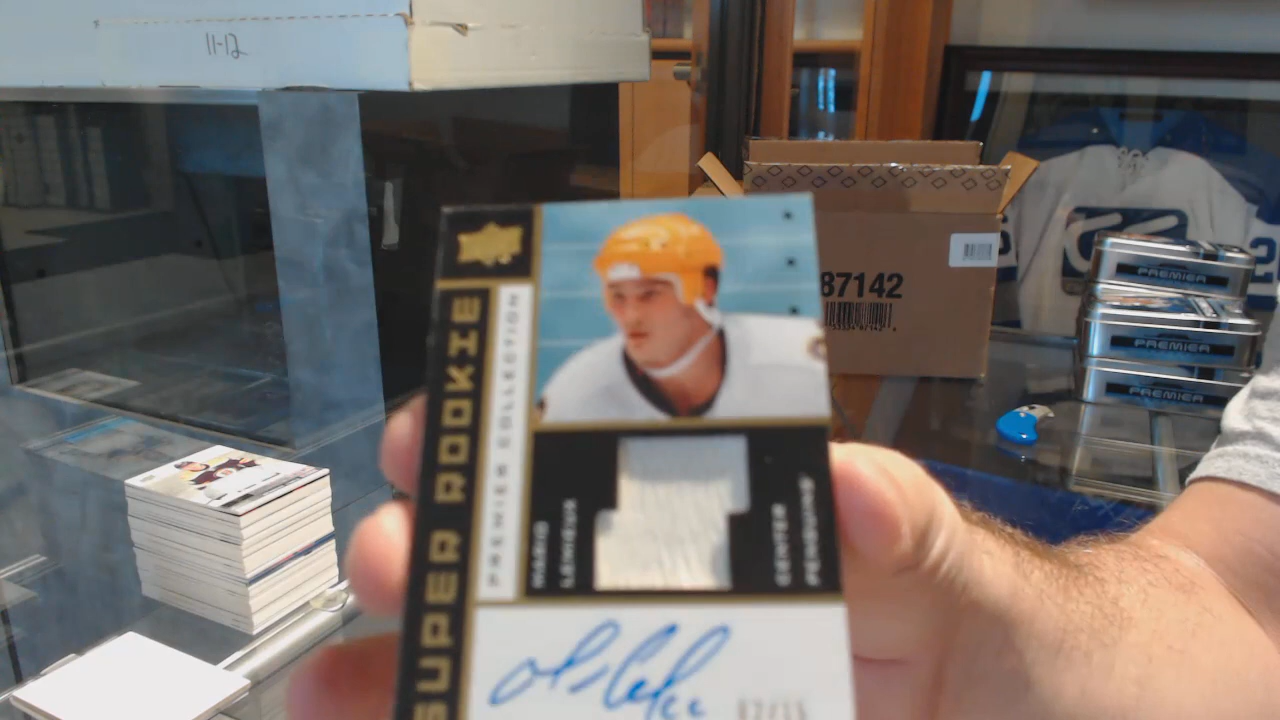 11-12
87142
PREMIER
PREMIER
PREMIER
SUPER ROOKIE
PREMIER COLLECTION
MARIO
LEMIEUX
CENTER
PENGUINS